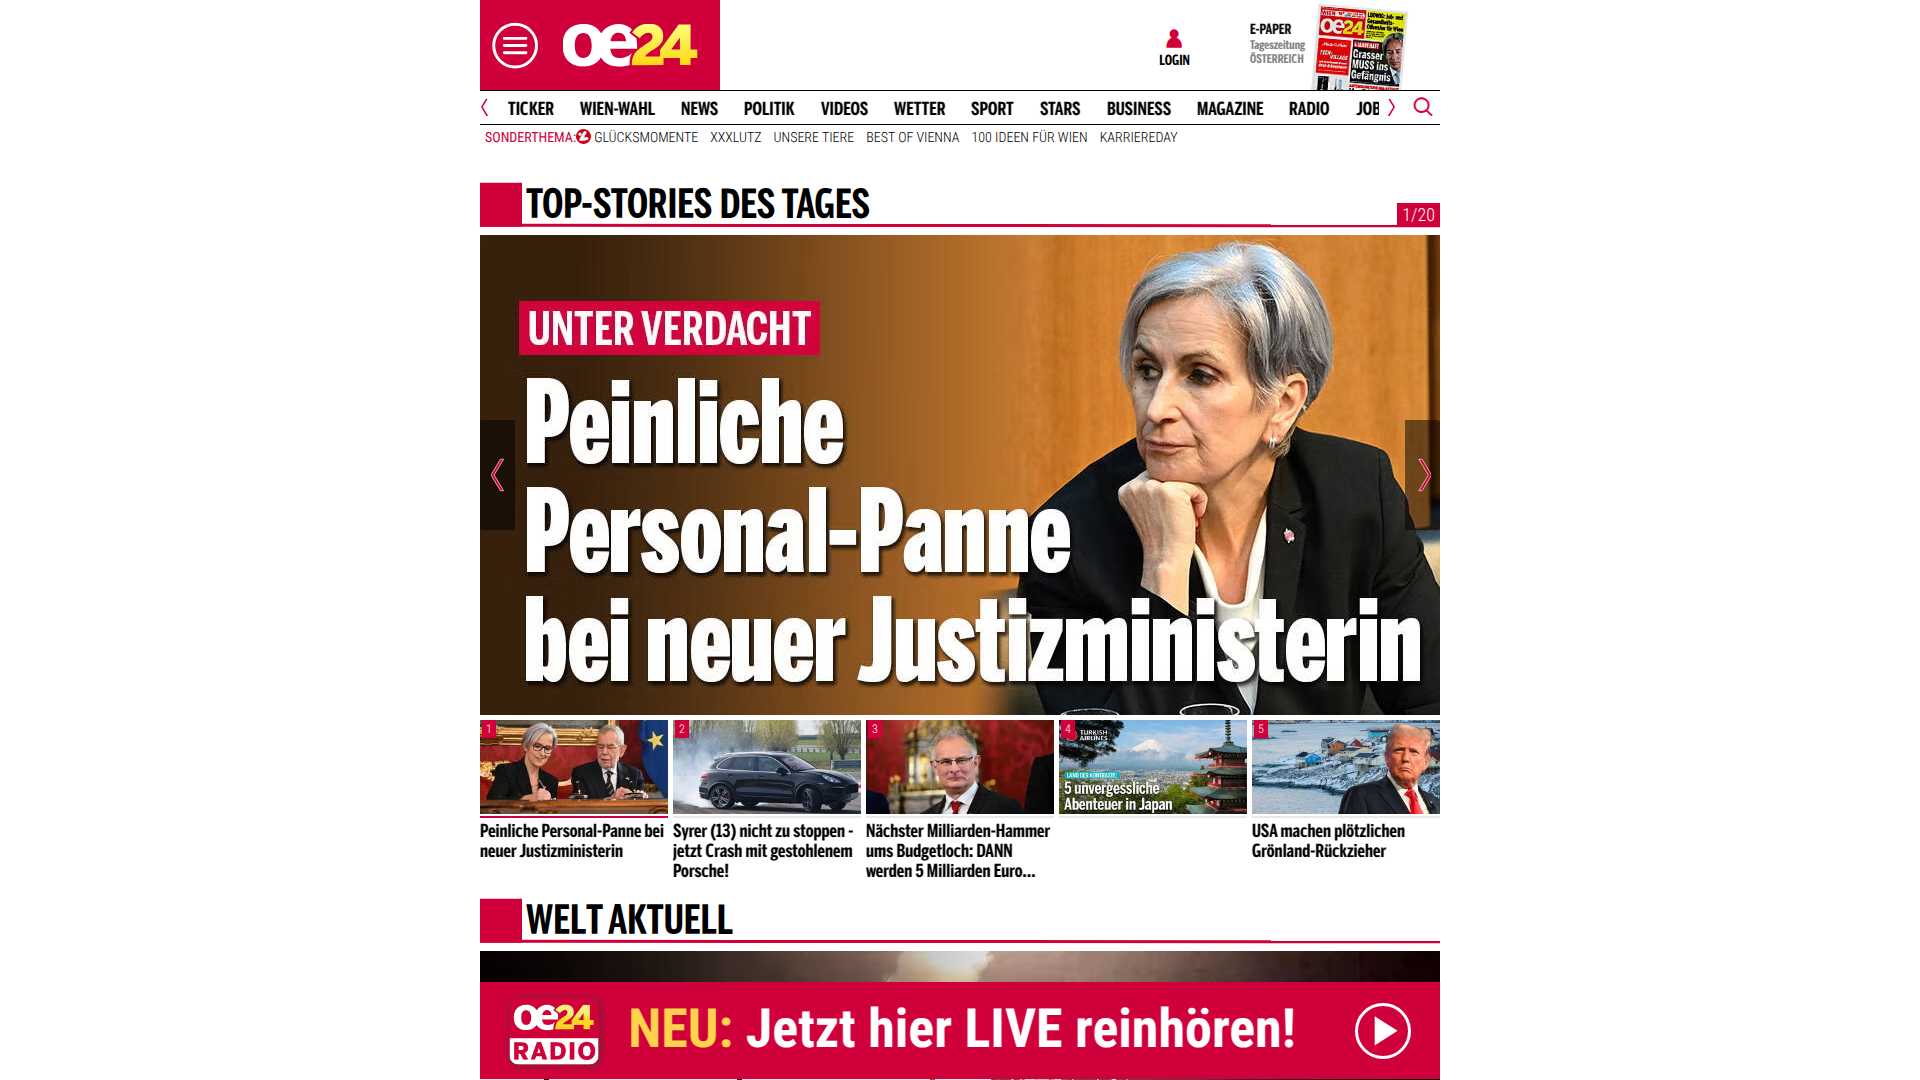 oe24
LOGIN
E-PAPER
Tageszeitung
ÖSTERREICH
oe24
Grasser
MUSS ins
Gefängnis
TICKER WIEN-WAHL NEWS POLITIK VIDEOS WETTER SPORT STARS BUSINESS MAGAZINE RADIO JOB
SONDERTHEMA: GLÜCKSMOMENTE XXXLUTZ UNSERE TIERE BEST OF VIENNA 100 IDEEN FÜR WIEN KARRIEREDAY
TOP-STORIES DES TAGES
1/20
UNTER VERDACHT
Peinliche
Personal-Panne
bei neuer Justizministerin
1
2
3
4
5
TURKISH
AIRLINES
LAND DER KONTRASTE
5 unvergessliche
Abenteuer in Japan
Peinliche Personal-Panne bei
neuer Justizministerin
Syrer (13) nicht zu stoppen -
jetzt Crash mit gestohlenem
Porsche!
Nächster Milliarden-Hammer
ums Budgetloch: DANN
werden 5 Milliarden Euro...
USA machen plötzlichen
Grönland-Rückzieher
WELT AKTUELL
oe24
RADIO
NEU: Jetzt hier LIVE reinhören!